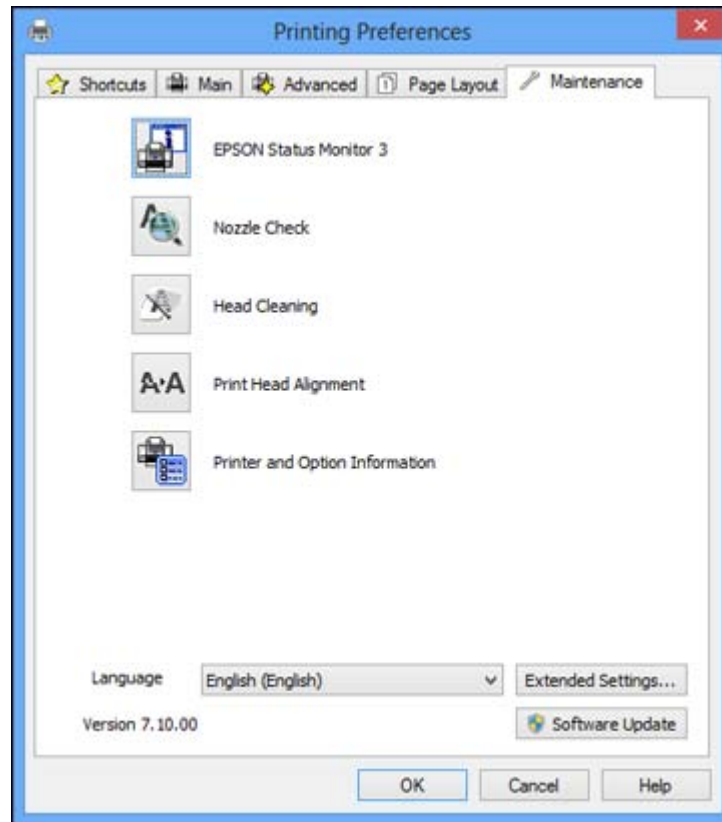 Printing Preferences
Shortcuts Main Advanced 1 Page Layout Maintenance
EPSON Status Monitor 3
Nozzle Check
Head Cleaning
A A Print Head Alignment
Printer and Option Information
Language English (English) Extended Settings...
Version 7.10.00 Software Update
OK Cancel Help